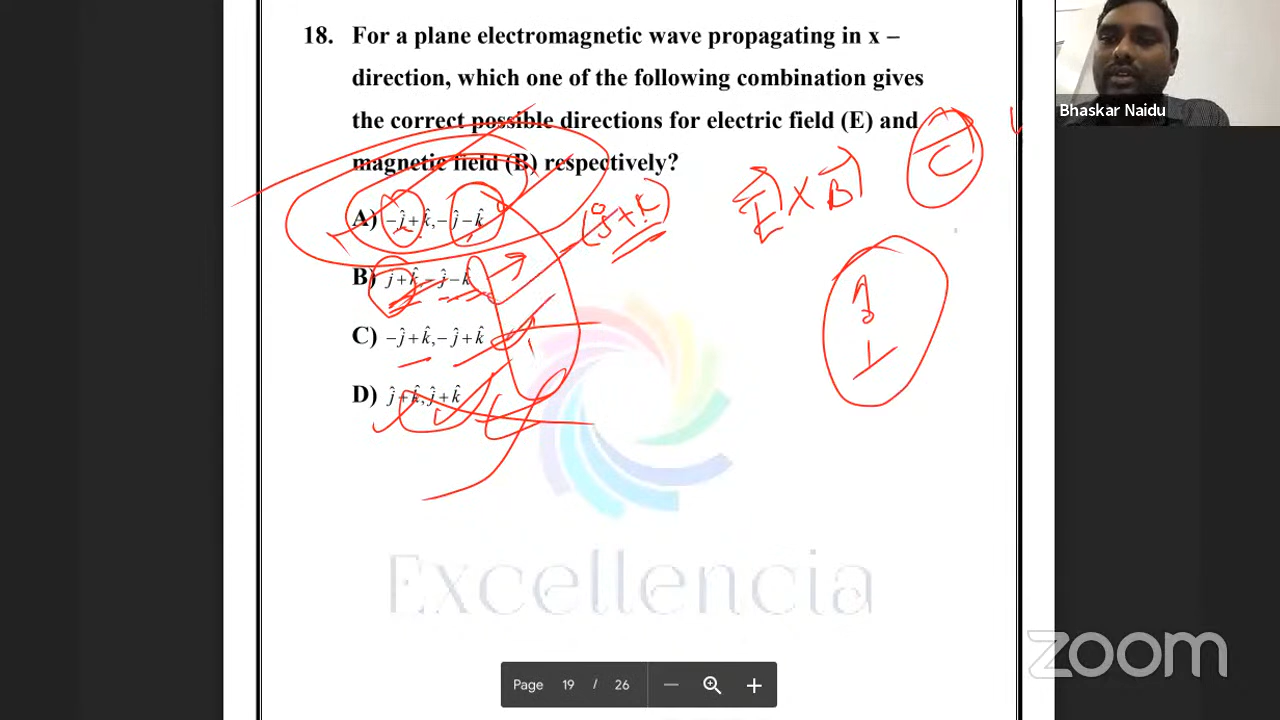 18. For a plane electromagnetic wave propagating in x –
direction, which one of the following combination gives
the correct possible directions for electric field (E) and
magnetic field (B) respectively?
A) -ĵ+k̂,-ĵ-k̂
B) ĵ+k̂,-ĵ-k̂
C) -ĵ+k̂,-ĵ+k̂
D) ĵ+k̂,ĵ+k̂
(ĵ+k̂)
E⃗ × B⃗
C⃗
Bhaskar Naidu
Excellencia
Page 19 / 26
zoom